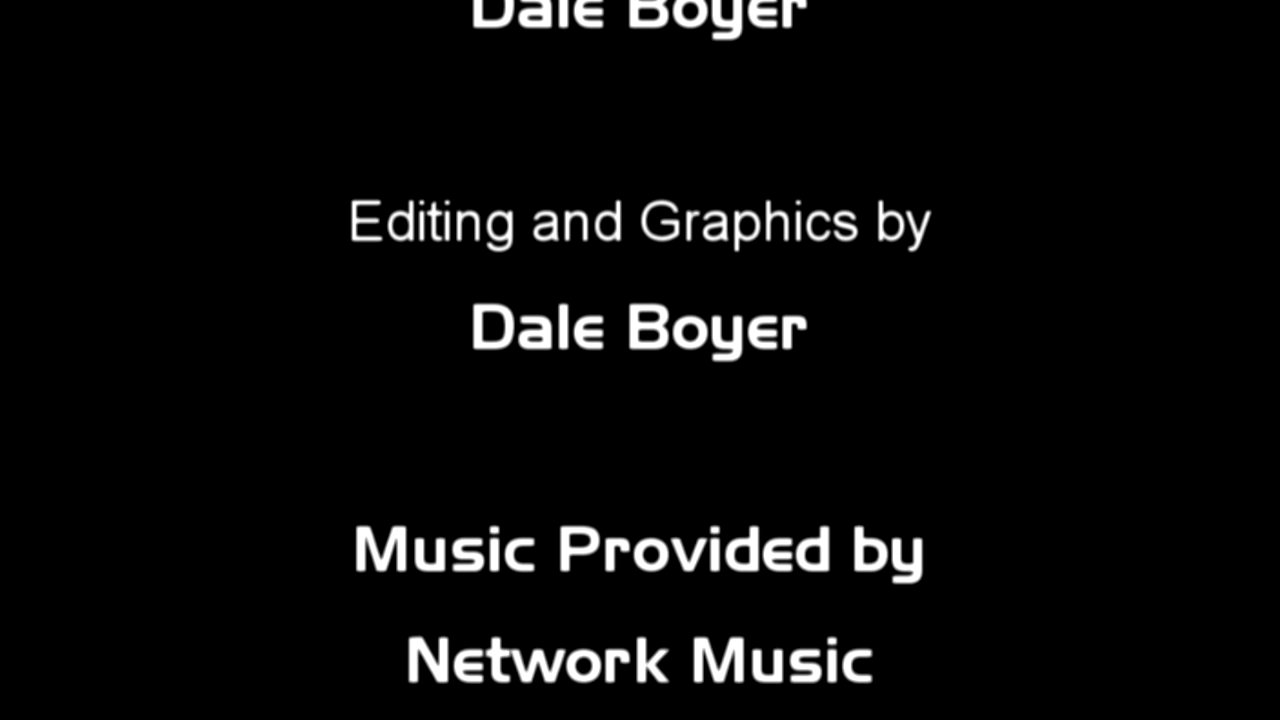 Dale Boyer
Editing and Graphics by
Dale Boyer
Music Provided by
Network Music